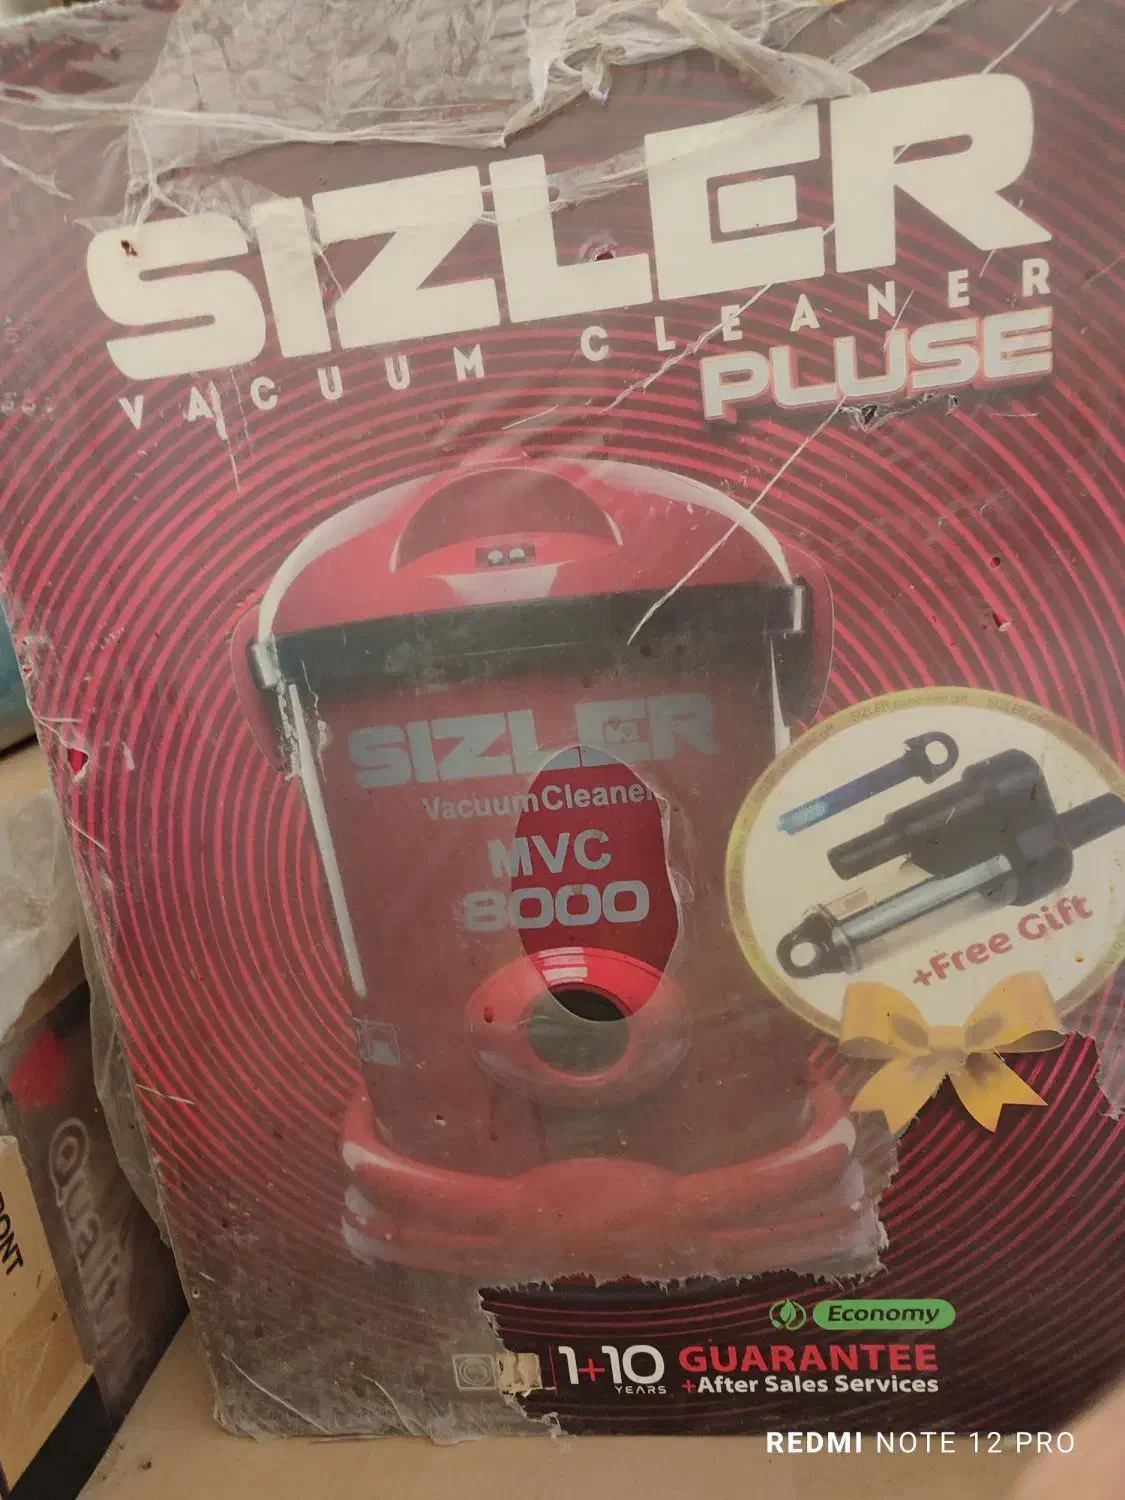 SIZLER
VACUUM CLEANER
PLUSE
SIZLER
Vacuum Cleaner
MVC
8000
+Free Gift
Economy
1+10
YEARS
GUARANTEE
+After Sales Services
Quality
REDMI NOTE 12 PRO